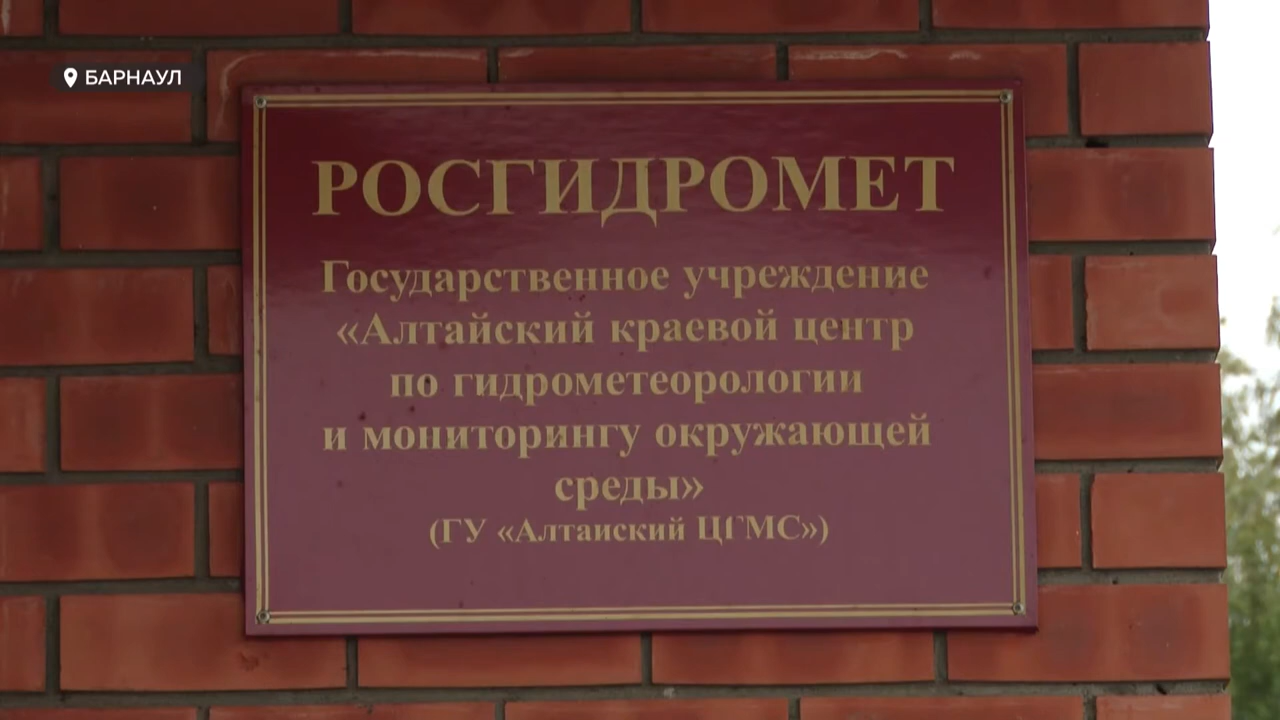 БАРНАУЛ
РОСГИДРОМЕТ
Государственное учреждение
«Алтайский краевой центр
по гидрометеорологии
и мониторингу окружающей
среды»
(ГУ «Алтайский ЦГМС»)